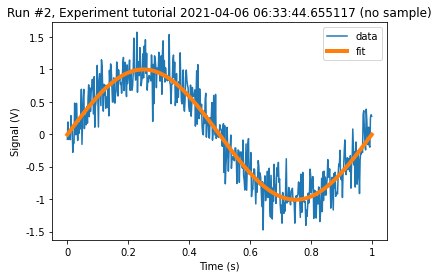 Run #2, Experiment tutorial 2021-04-06 06:33:44.655117 (no sample)
data
fit
Signal (V)
1.5
1.0
0.5
0
-0.5
-1.0
-1.5
0
0.2
0.4
0.6
0.8
1
Time (s)